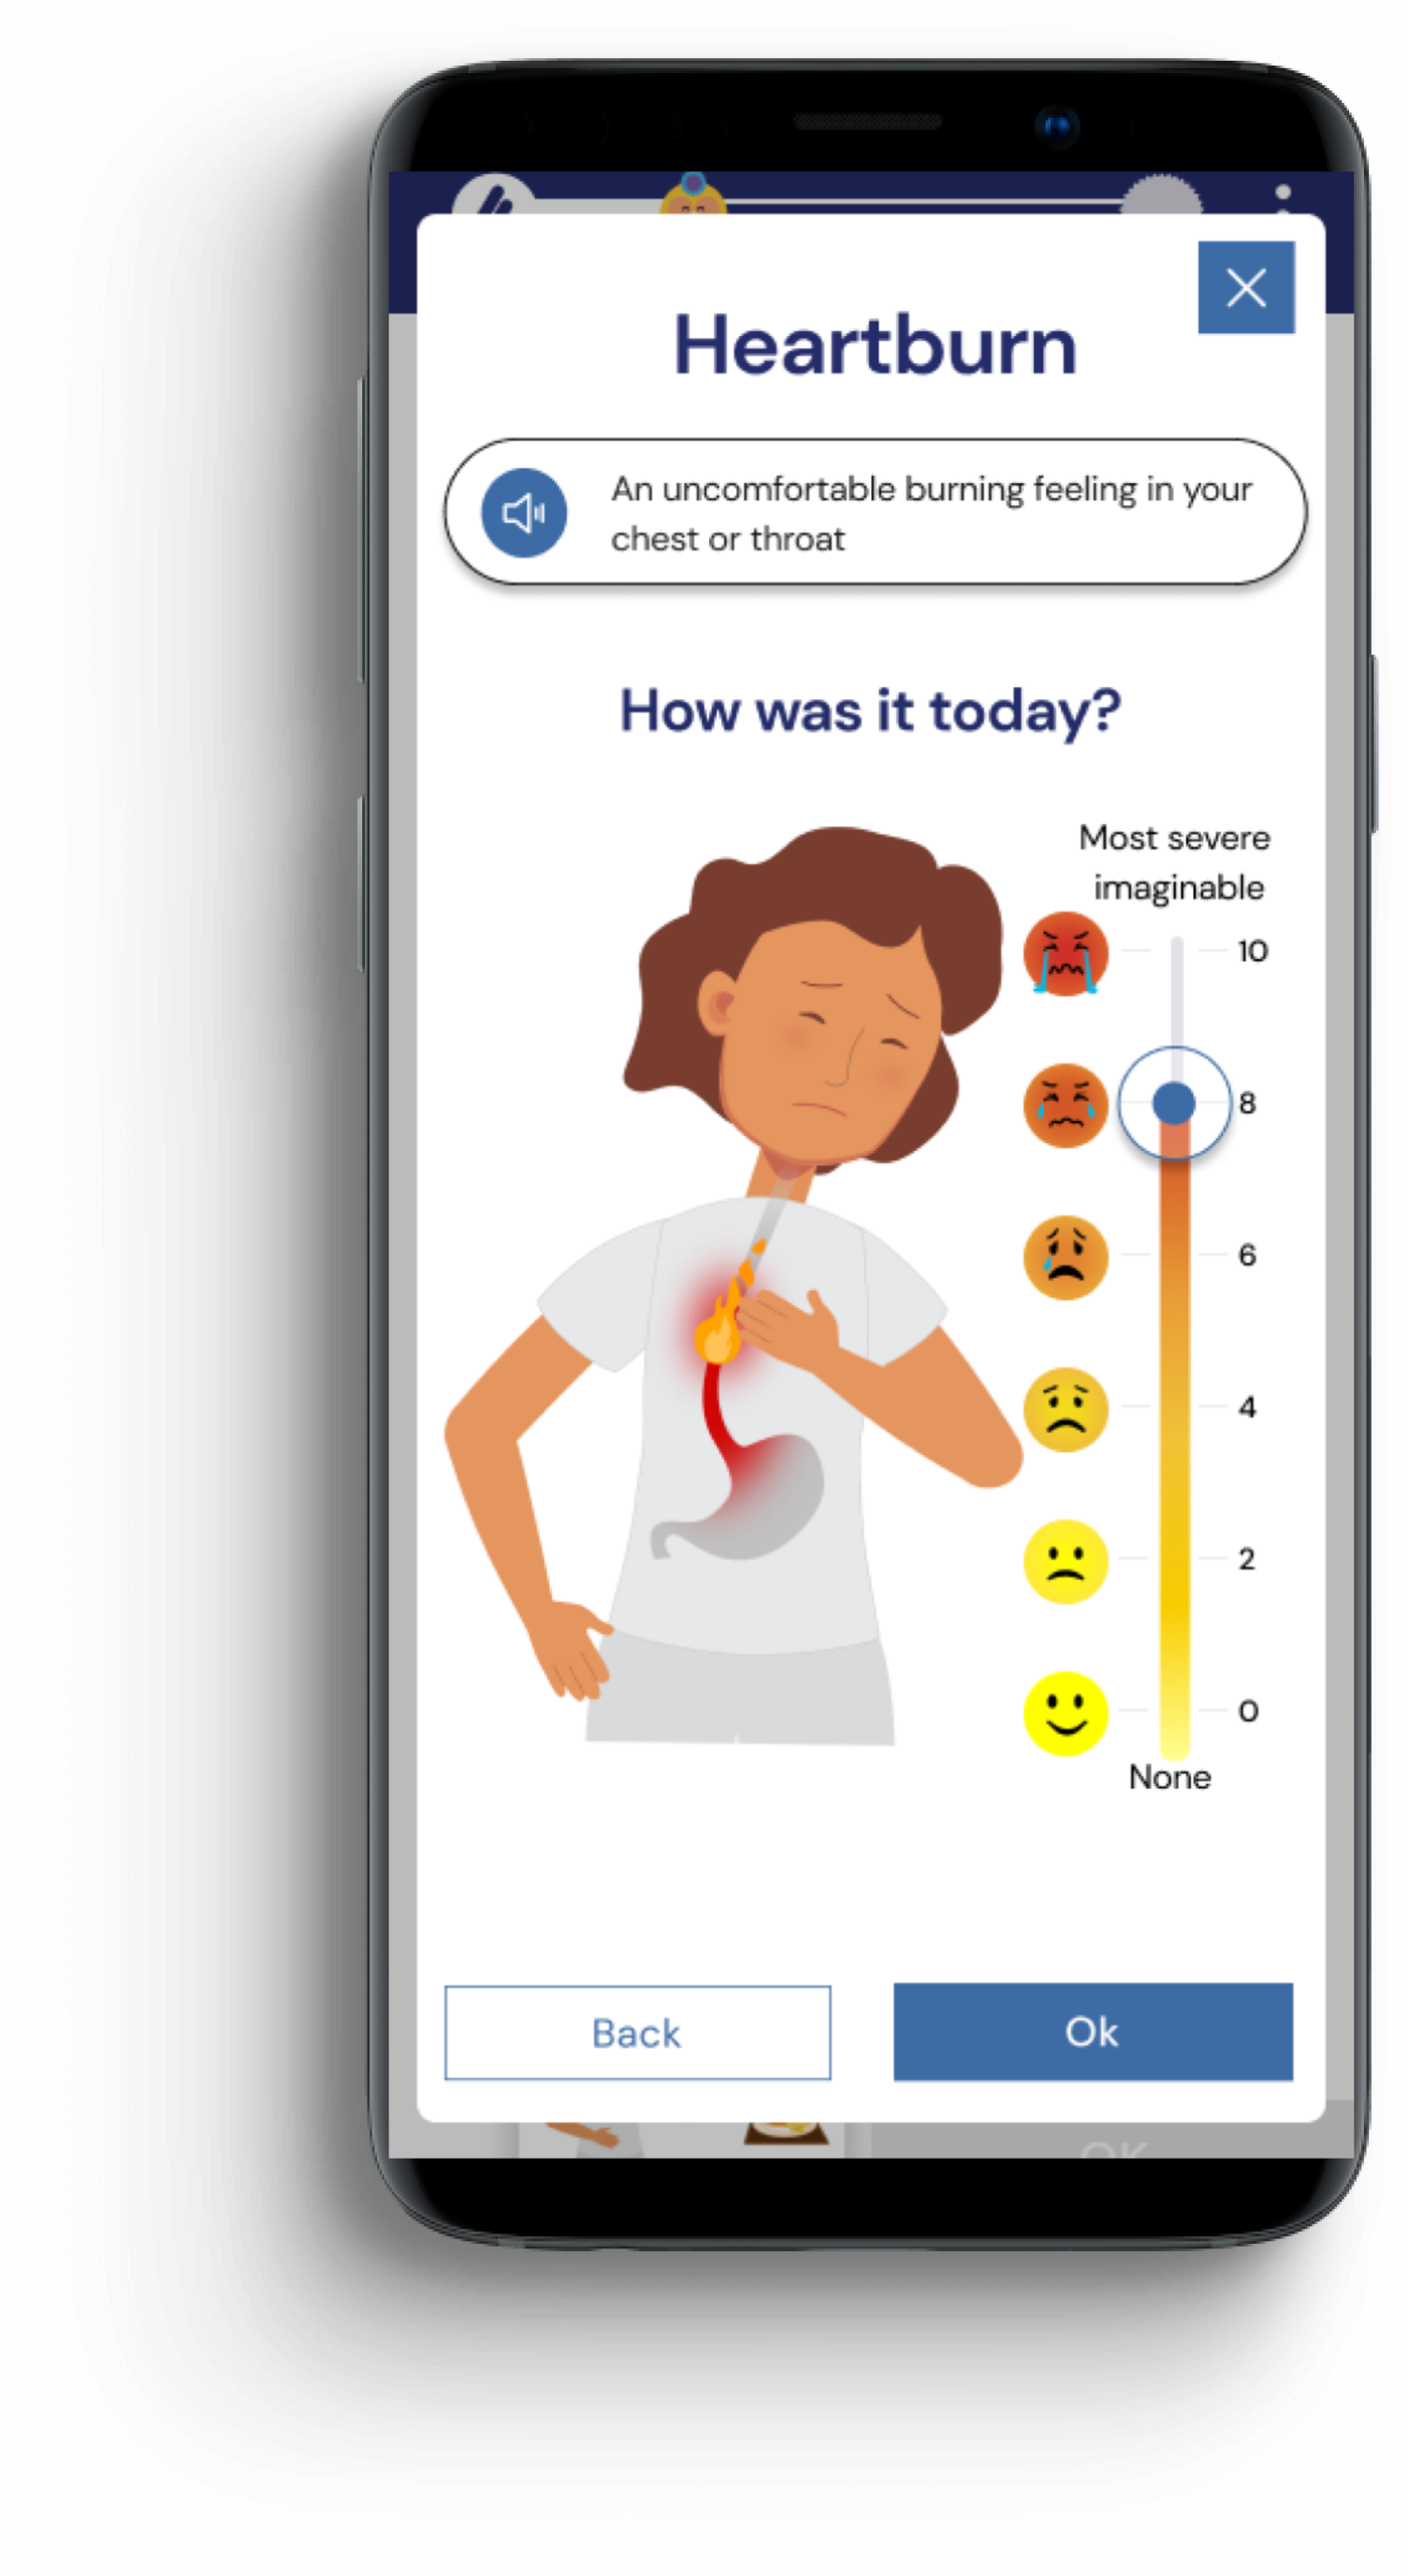 Heartburn
An uncomfortable burning feeling in your
chest or throat
How was it today?
Most severe
imaginable
10
8
6
4
2
0
None
Back
Ok
OK